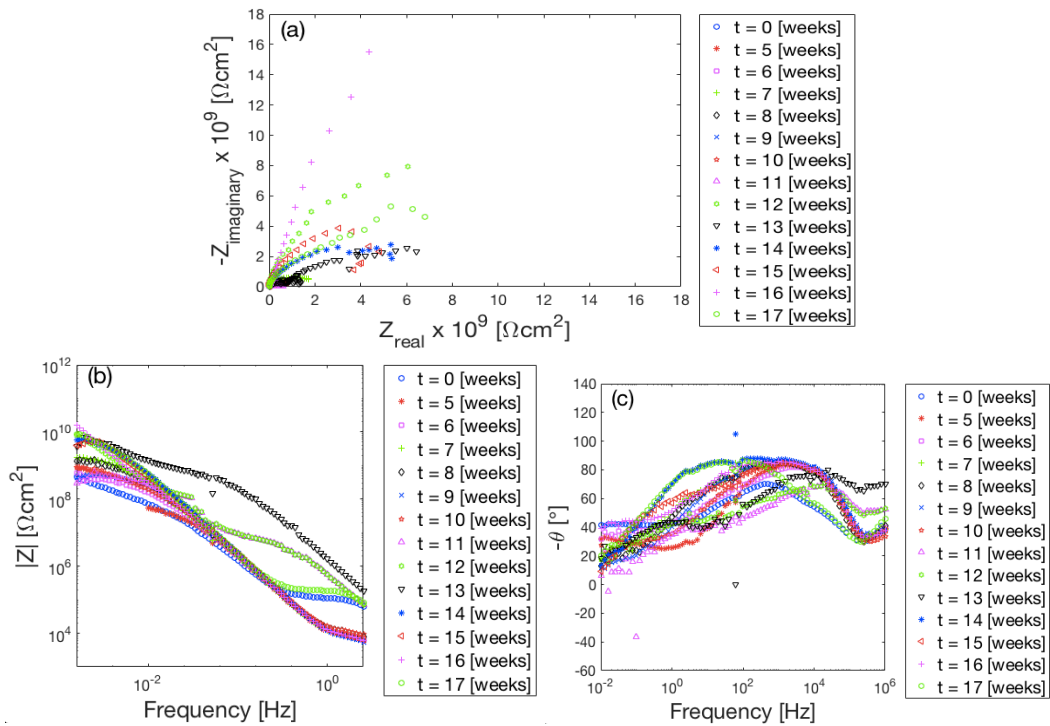 (a)
18
16
14
12
10
8
6
4
2
0
-Z_imaginary x 10^9 [Ωcm^2]
0 2 4 6 8 10 12 14 16 18
Z_real x 10^9 [Ωcm^2]
t = 0 [weeks]
t = 5 [weeks]
t = 6 [weeks]
t = 7 [weeks]
t = 8 [weeks]
t = 9 [weeks]
t = 10 [weeks]
t = 11 [weeks]
t = 12 [weeks]
t = 13 [weeks]
t = 14 [weeks]
t = 15 [weeks]
t = 16 [weeks]
t = 17 [weeks]
(b)
10^12
10^10
10^8
10^6
10^4
|Z| [Ωcm^2]
10^-2 10^0
Frequency [Hz]
t = 0 [weeks]
t = 5 [weeks]
t = 6 [weeks]
t = 7 [weeks]
t = 8 [weeks]
t = 9 [weeks]
t = 10 [weeks]
t = 11 [weeks]
t = 12 [weeks]
t = 13 [weeks]
t = 14 [weeks]
t = 15 [weeks]
t = 16 [weeks]
t = 17 [weeks]
(c)
140
120
100
80
60
40
20
0
-20
-40
-60
-θ [°]
10^-2 10^0 10^2 10^4 10^6
Frequency [Hz]
t = 0 [weeks]
t = 5 [weeks]
t = 6 [weeks]
t = 7 [weeks]
t = 8 [weeks]
t = 9 [weeks]
t = 10 [weeks]
t = 11 [weeks]
t = 12 [weeks]
t = 13 [weeks]
t = 14 [weeks]
t = 15 [weeks]
t = 16 [weeks]
t = 17 [weeks]